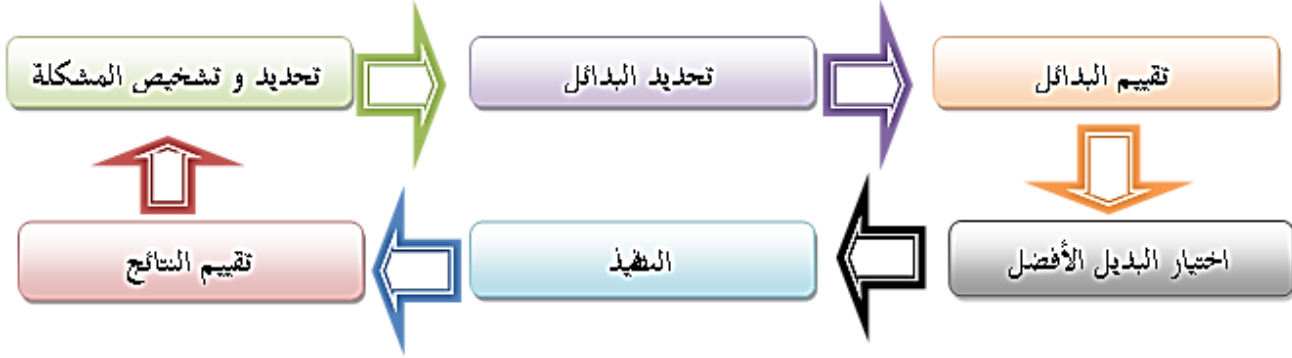 تحديد و تشخيص المشكلة
تحديد البدائل
تقييم البدائل
اختيار البديل الأفضل
التنفيذ
تقييم النتائج